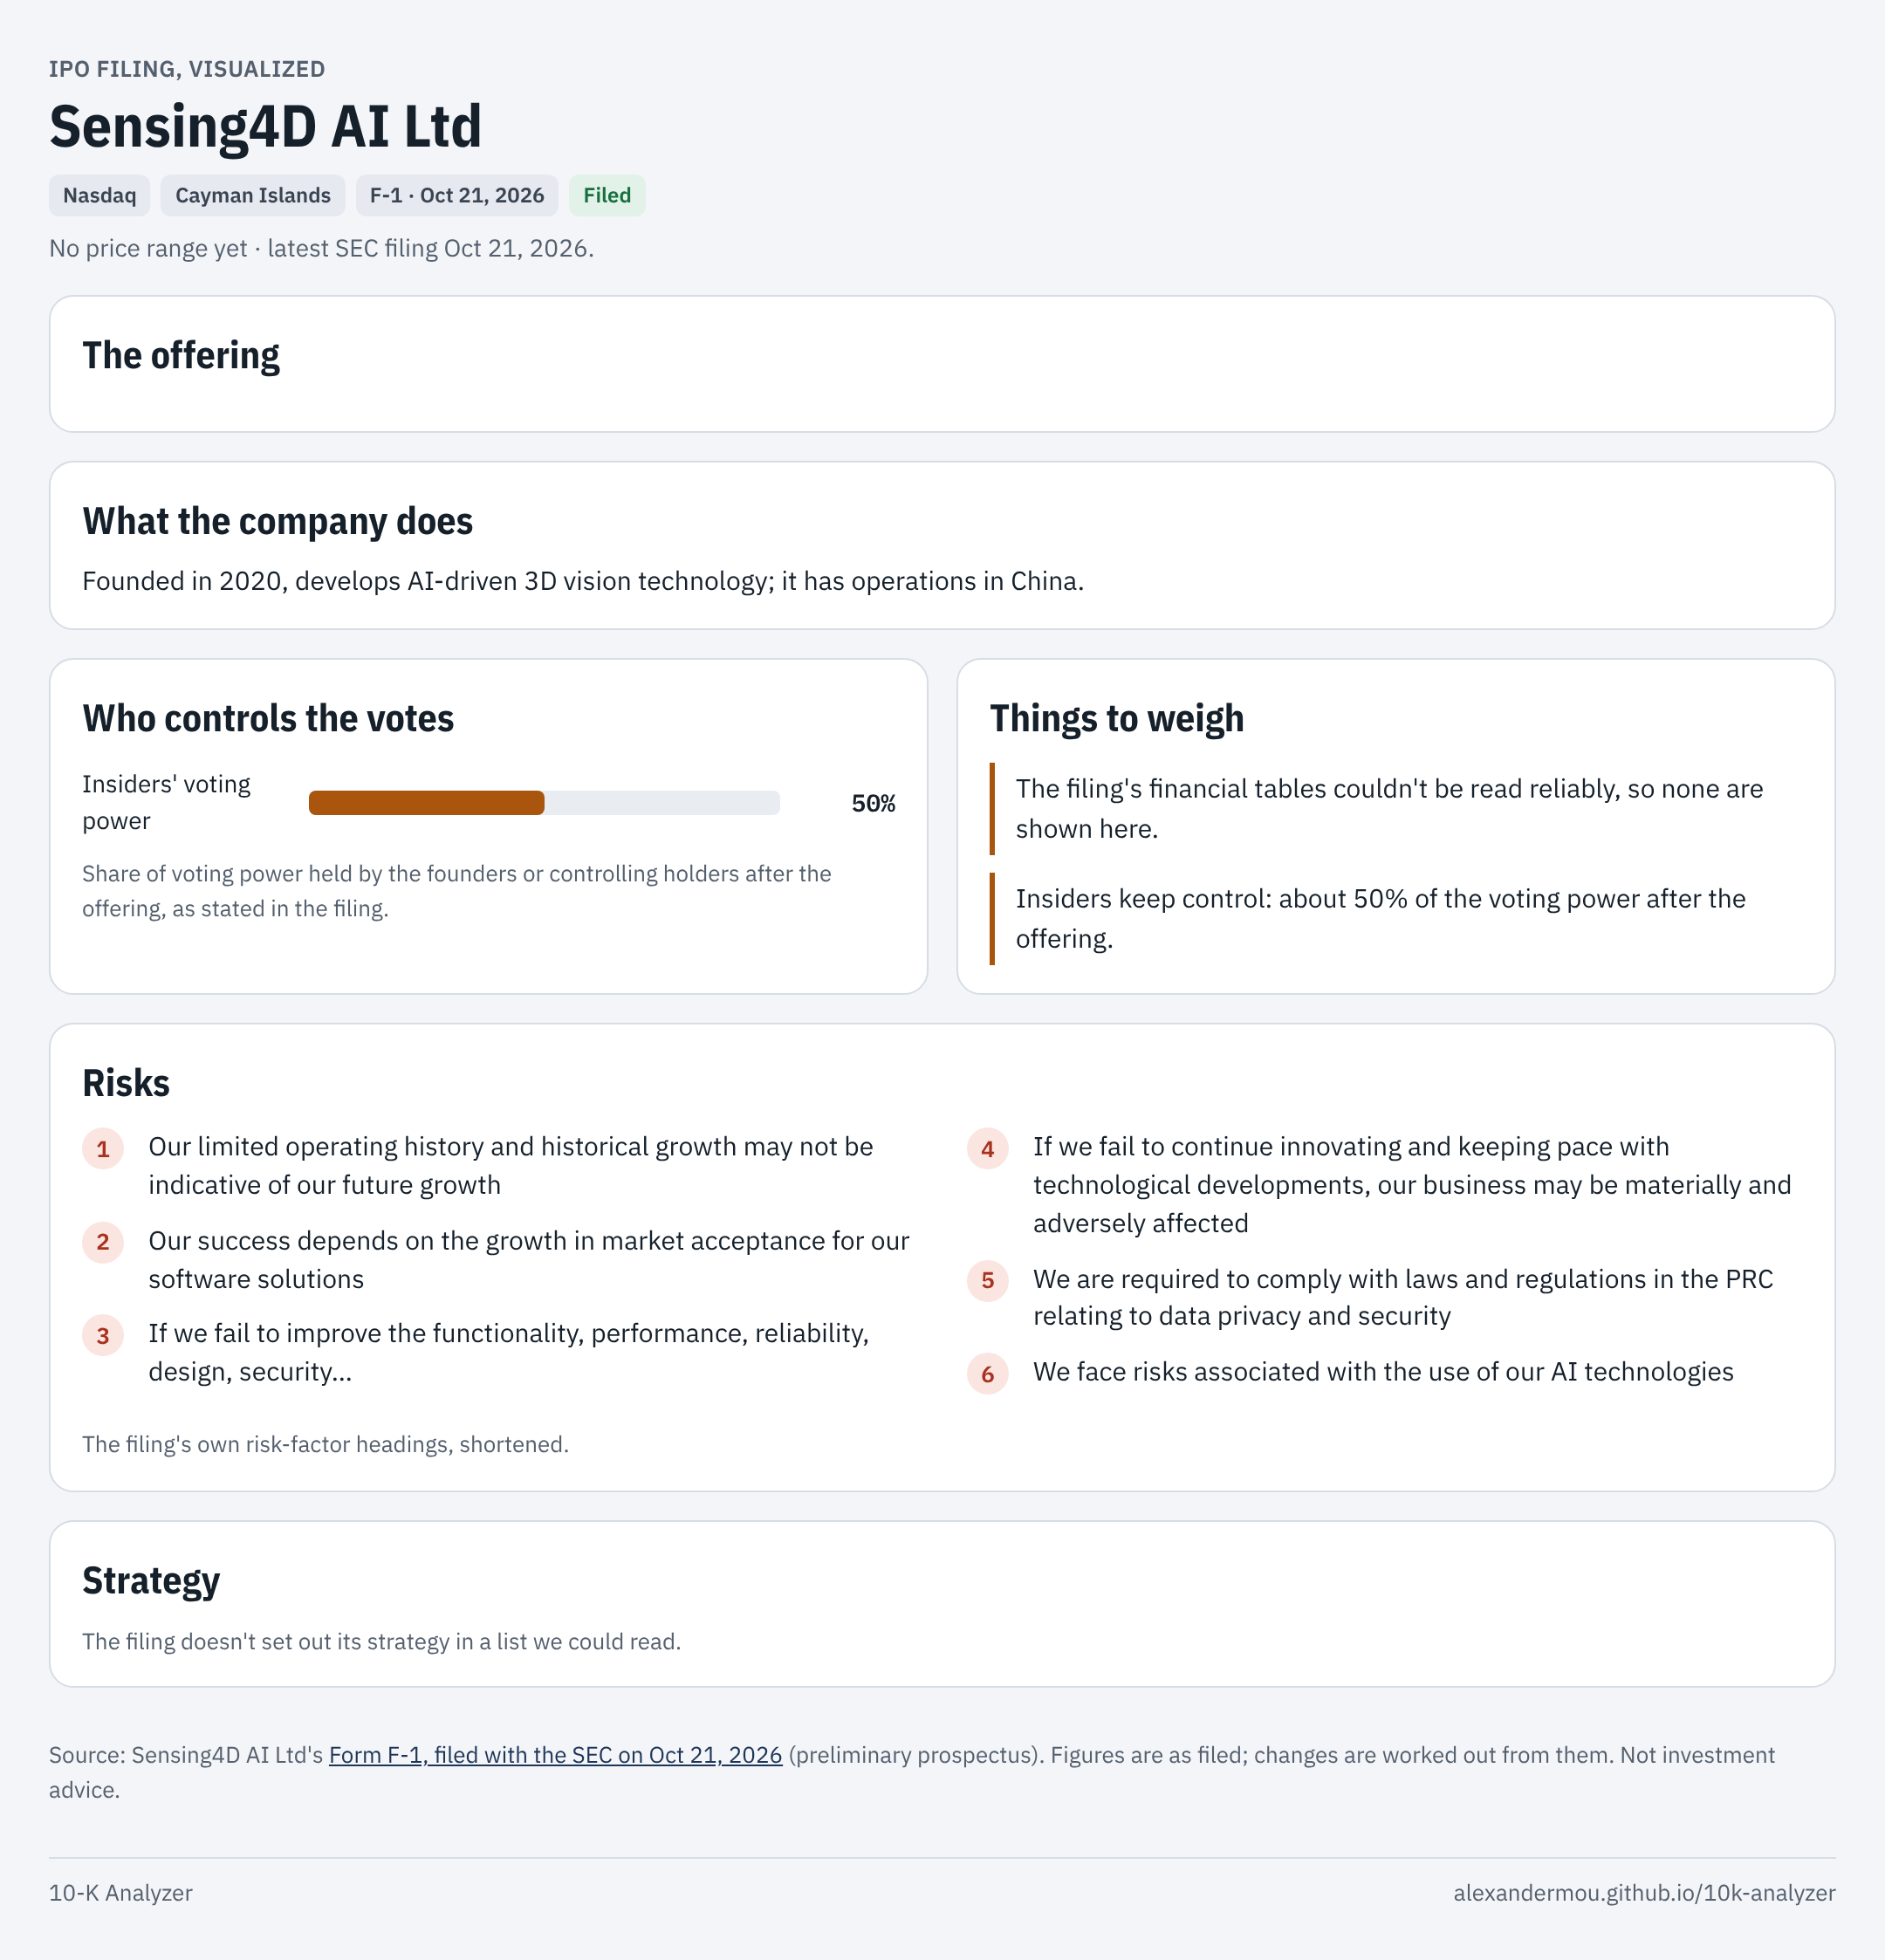 IPO FILING, VISUALIZED
Sensing4D AI Ltd
Nasdaq
Cayman Islands
F-1 · Oct 21, 2026
Filed
No price range yet · latest SEC filing Oct 21, 2026.
The offering
What the company does
Founded in 2020, develops AI-driven 3D vision technology; it has operations in China.
Who controls the votes
Insiders' voting
power
50%
Share of voting power held by the founders or controlling holders after the
offering, as stated in the filing.
Things to weigh
The filing's financial tables couldn't be read reliably, so none are
shown here.
Insiders keep control: about 50% of the voting power after the
offering.
Risks
1 Our limited operating history and historical growth may not be
indicative of our future growth
2 Our success depends on the growth in market acceptance for our
software solutions
3 If we fail to improve the functionality, performance, reliability,
design, security...
4 If we fail to continue innovating and keeping pace with
technological developments, our business may be materially and
adversely affected
5 We are required to comply with laws and regulations in the PRC
relating to data privacy and security
6 We face risks associated with the use of our AI technologies
The filing's own risk-factor headings, shortened.
Strategy
The filing doesn't set out its strategy in a list we could read.
Source: Sensing4D AI Ltd's Form F-1, filed with the SEC on Oct 21, 2026 (preliminary prospectus). Figures are as filed; changes are worked out from them. Not investment
advice.
10-K Analyzer
alexandermou.github.io/10k-analyzer